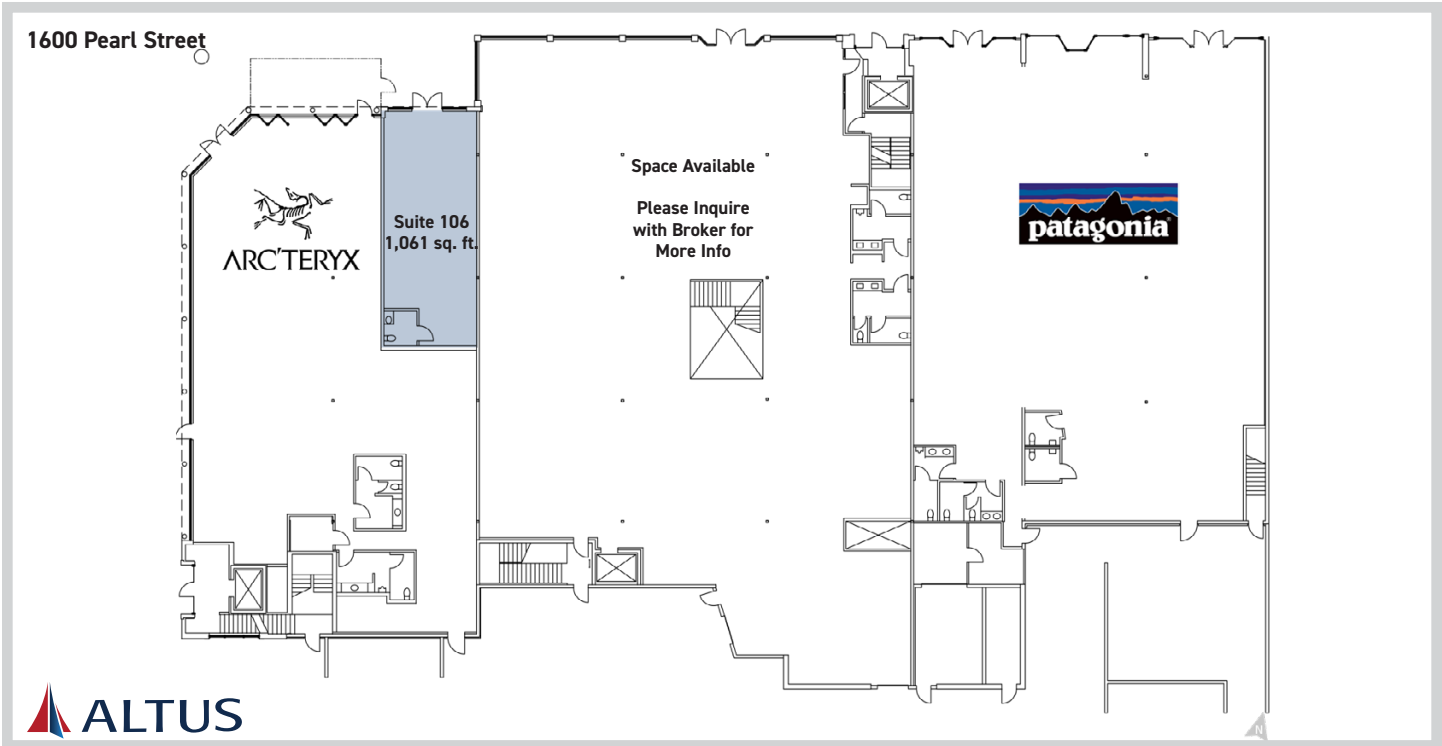 1600 Pearl Street
Space Available
Please Inquire
with Broker for
More Info
Suite 106
1,061 sq. ft.
ARC'TERYX
patagonia®
ALTUS
N